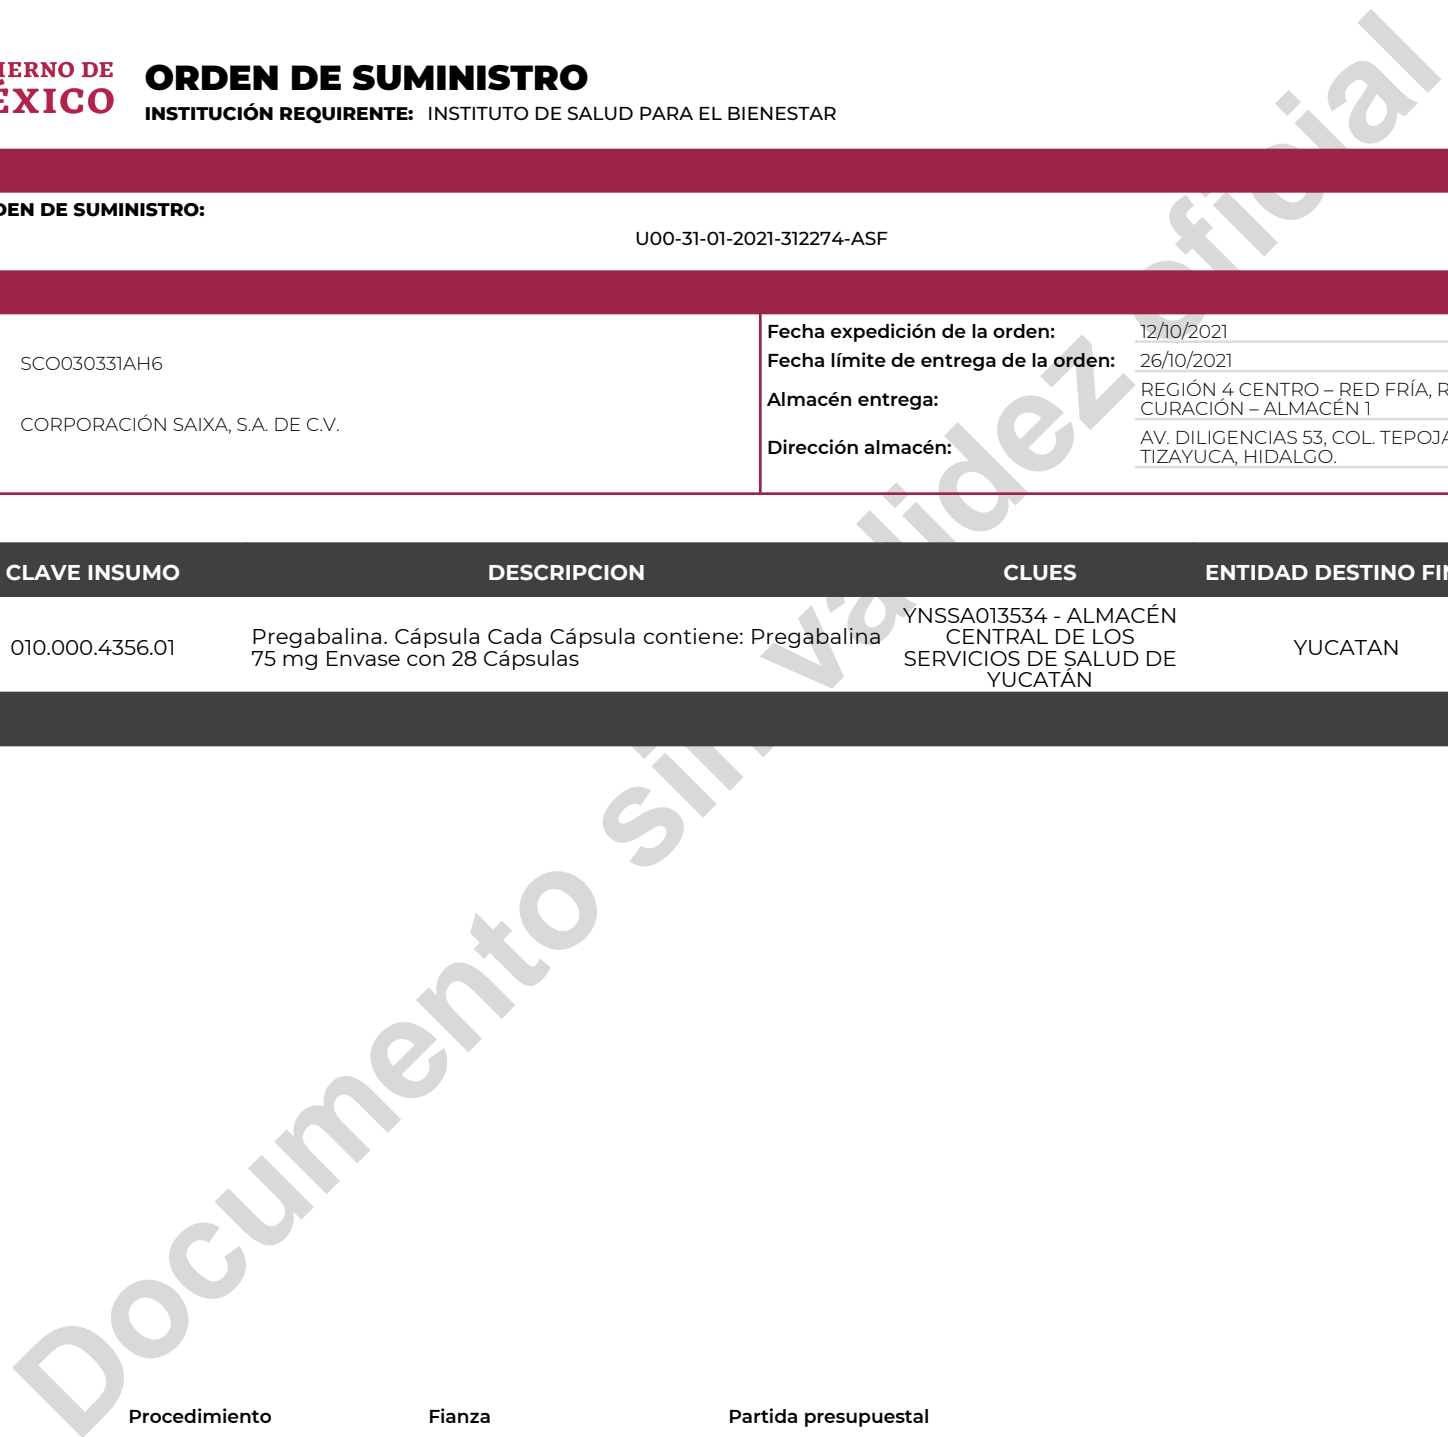 ORDEN DE SUMINISTRO
INSTITUCIÓN REQUIRENTE: INSTITUTO DE SALUD PARA EL BIENESTAR
DE
XICO
DE SUMINISTRO:
U00-31-01-2021-312274-ASF
SCO030331AH6
CORPORACIÓN SAIXA, S.A. DE C.V.
Fecha expedición de la orden: 12/10/2021
Fecha límite de entrega de la orden: 26/10/2021
Almacén entrega: REGIÓN 4 CENTRO – RED FRÍA, R
CURACIÓN – ALMACÉN 1
Dirección almacén: AV. DILIGENCIAS 53, COL. TEPOJA
TIZAYUCA, HIDALGO.
CLAVE INSUMO DESCRIPCION CLUES ENTIDAD DESTINO FIN
010.000.4356.01
Pregabalina. Cápsula Cada Cápsula contiene: Pregabalina
75 mg Envase con 28 Cápsulas
YNSSA013534 - ALMACÉN
CENTRAL DE LOS
SERVICIOS DE SALUD DE
YUCATÁN
YUCATAN
Documento sin validez oficial
Procedimiento Fianza Partida presupuestal